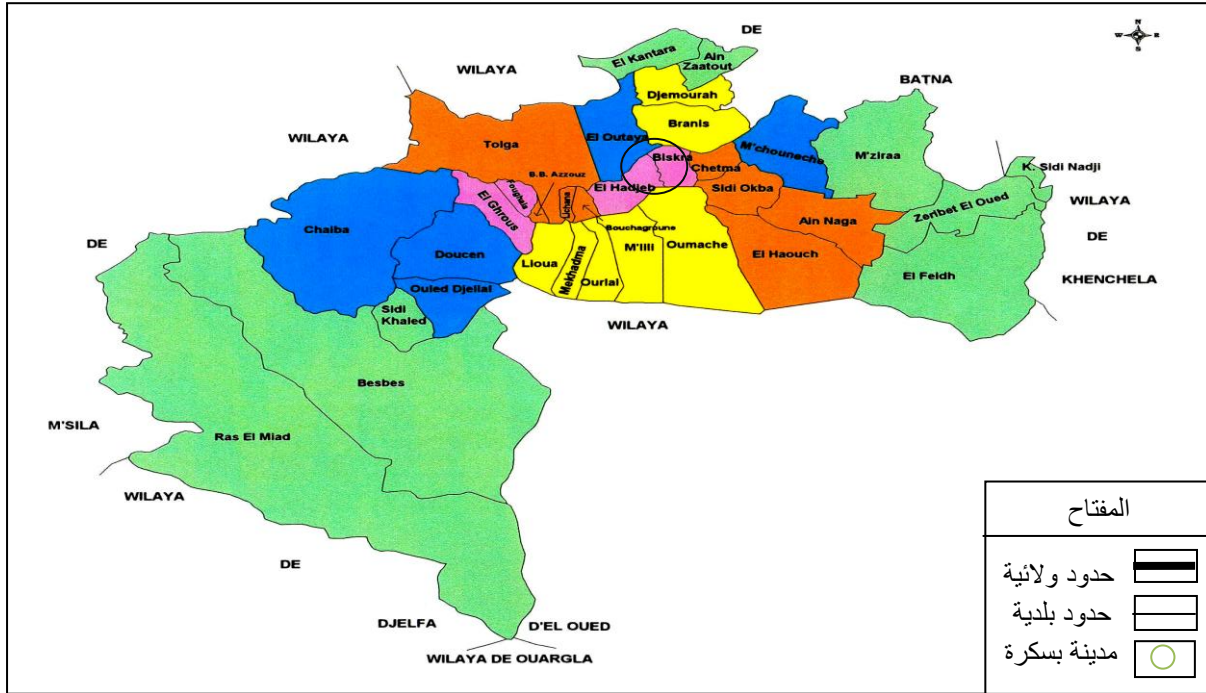 N
W E
S
DE
WILAYA
El Kantara
Ain
Zaatout
BATNA
Djemourah
WILAYA
Tolga
El Outaya
Branis
M'chouneche
M'ziraa
Biskra
Chetma
K. Sidi Nadji
B.B. Azzouz
Foughala
El Hadjeb
Sidi Okba
El Ghrous
Lichana
WILAYA
Zeribet El Oued
Ain Naga
Chaiba
Bouchagroune
DE
DE
Doucen
Lioua
Mekhadma
M'lili
Oumache
El Haouch
Ourlal
El Feidh
KHENCHELA
Ouled Djellal
Sidi
Khaled
WILAYA
Besbes
M'SILA
Ras El Miad
WILAYA
DE
DJELFA
D'EL OUED
WILAYA DE OUARGLA
المفتاح
حدود ولائية
حدود بلدية
مدينة بسكرة